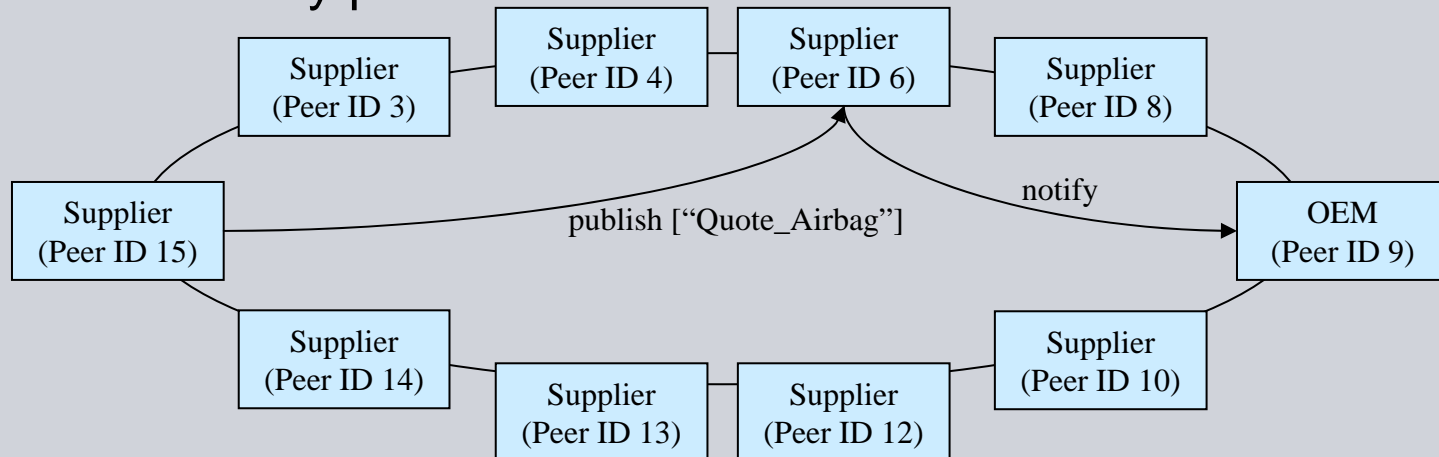 Supplier
(Peer ID 4)
Supplier
(Peer ID 6)
Supplier
(Peer ID 3)
Supplier
(Peer ID 8)
Supplier
(Peer ID 15)
publish [“Quote_Airbag”]
notify
OEM
(Peer ID 9)
Supplier
(Peer ID 14)
Supplier
(Peer ID 10)
Supplier
(Peer ID 13)
Supplier
(Peer ID 12)